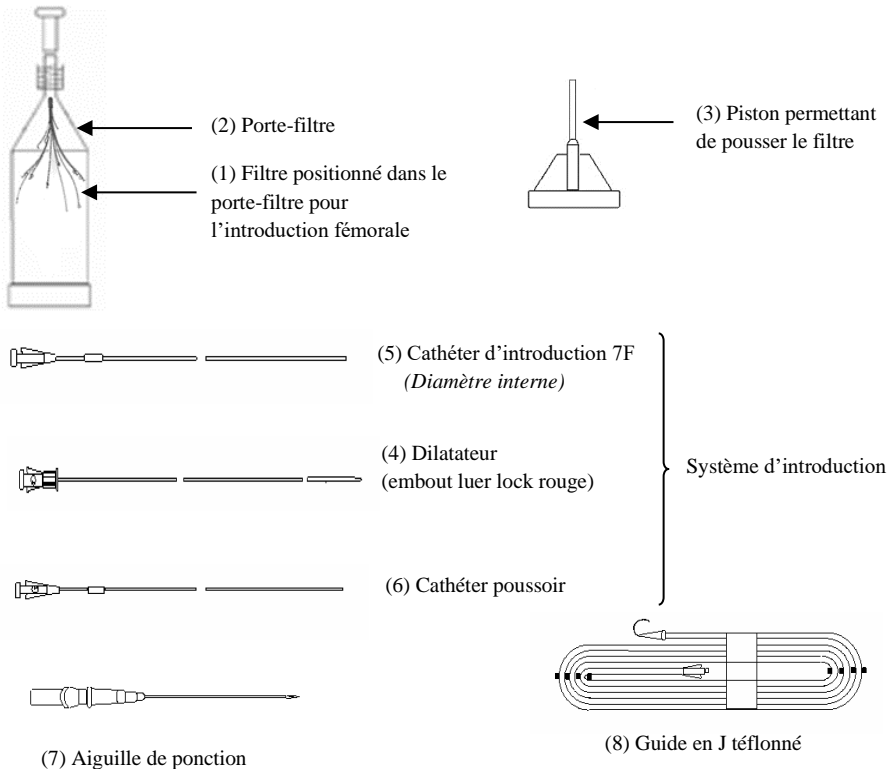 (2) Porte-filtre
(1) Filtre positionné dans le
porte-filtre pour
l’introduction fémorale
(3) Piston permettant
de pousser le filtre
(5) Cathéter d’introduction 7F
(Diamètre interne)
(4) Dilatateur
(embout luer lock rouge)
Système d’introduction
(6) Cathéter poussoir
(7) Aiguille de ponction
(8) Guide en J téflonné